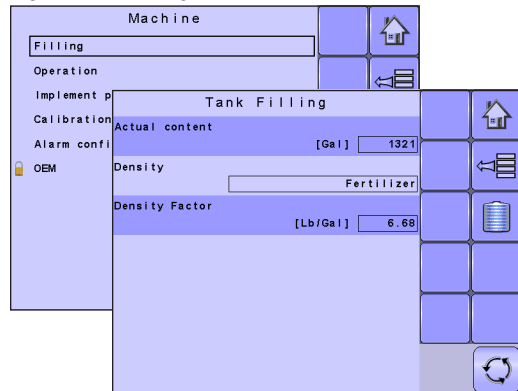 Machine
Filling
Operation
Implement p
Calibration
Alarm confi
OEM
Tank Filling
Actual content
[Gal] 1321
Density
Fertilizer
Density Factor
[Lb/Gal] 6.68